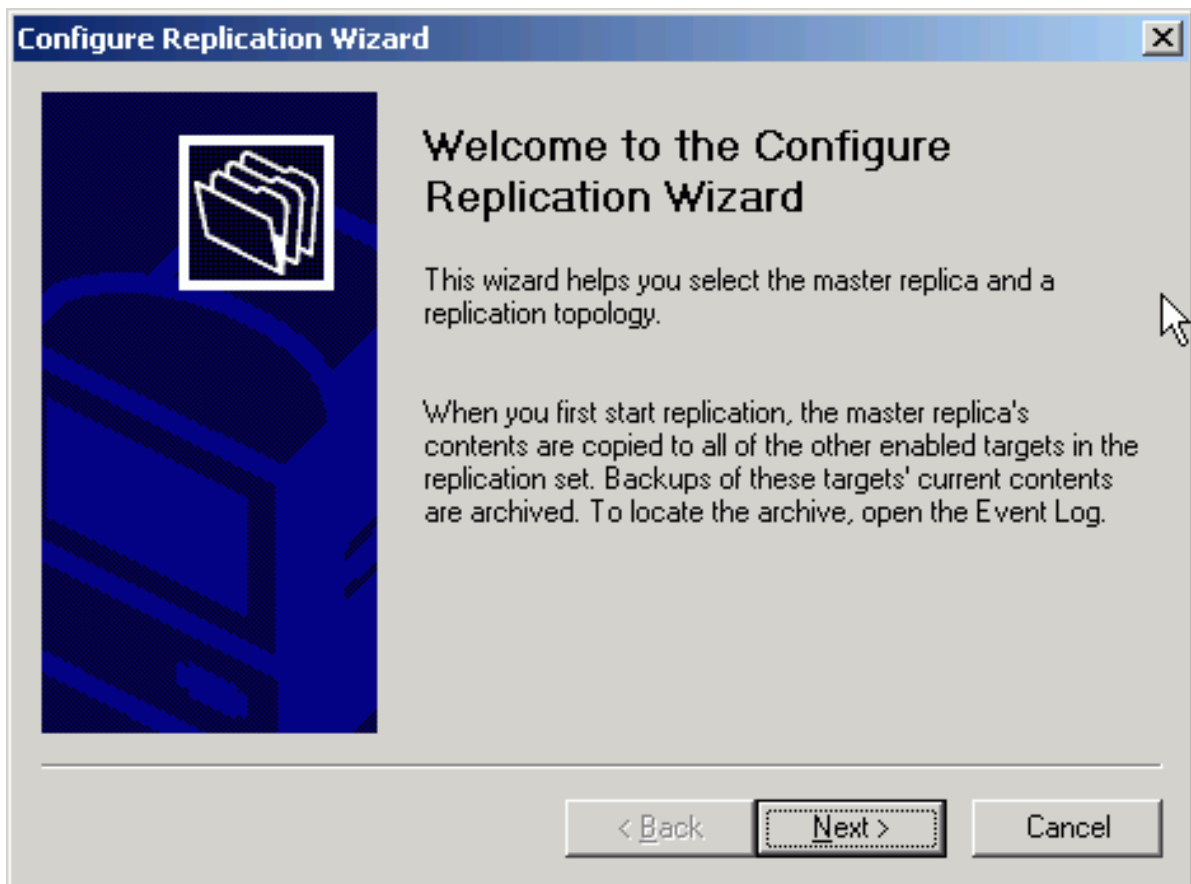 Configure Replication Wizard
Welcome to the Configure
Replication Wizard
This wizard helps you select the master replica and a
replication topology.
When you first start replication, the master replica's
contents are copied to all of the other enabled targets in the
replication set. Backups of these targets' current contents
are archived. To locate the archive, open the Event Log.
< Back
Next >
Cancel